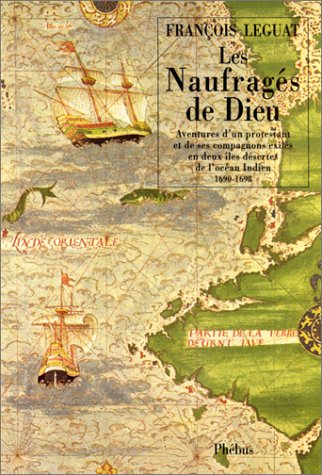 FRANÇOIS LEGUAT
Les
Naufragés
de Dieu
Aventures d'un protestant
et de ses compagnons exilés
en deux îles désertes
de l'océan Indien
1690-1698
LINDE ORIENTALE
PARTIE DE LA TERRE
Phébus